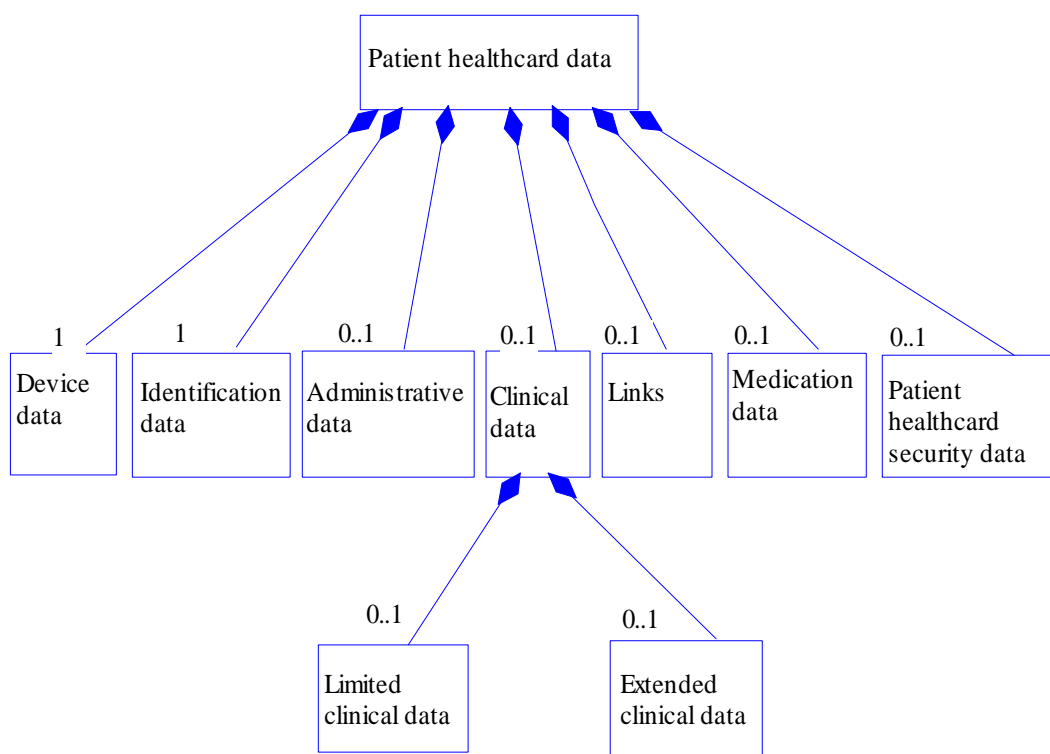 Patient healthcard data
1
1
0..1
0..1
0..1
0..1
0..1
Device
data
Identification
data
Administrative
data
Clinical
data
Links
Medication
data
Patient
healthcard
security data
0..1
0..1
Limited
clinical data
Extended
clinical data